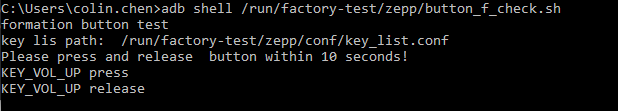 C:\Users\colin.chen>adb shell /run/factory-test/zepp/button_f_check.sh
formation button test
key lis path:  /run/factory-test/zepp/conf/key_list.conf
Please press and release  button within 10 seconds!
KEY_VOL_UP press
KEY_VOL_UP release